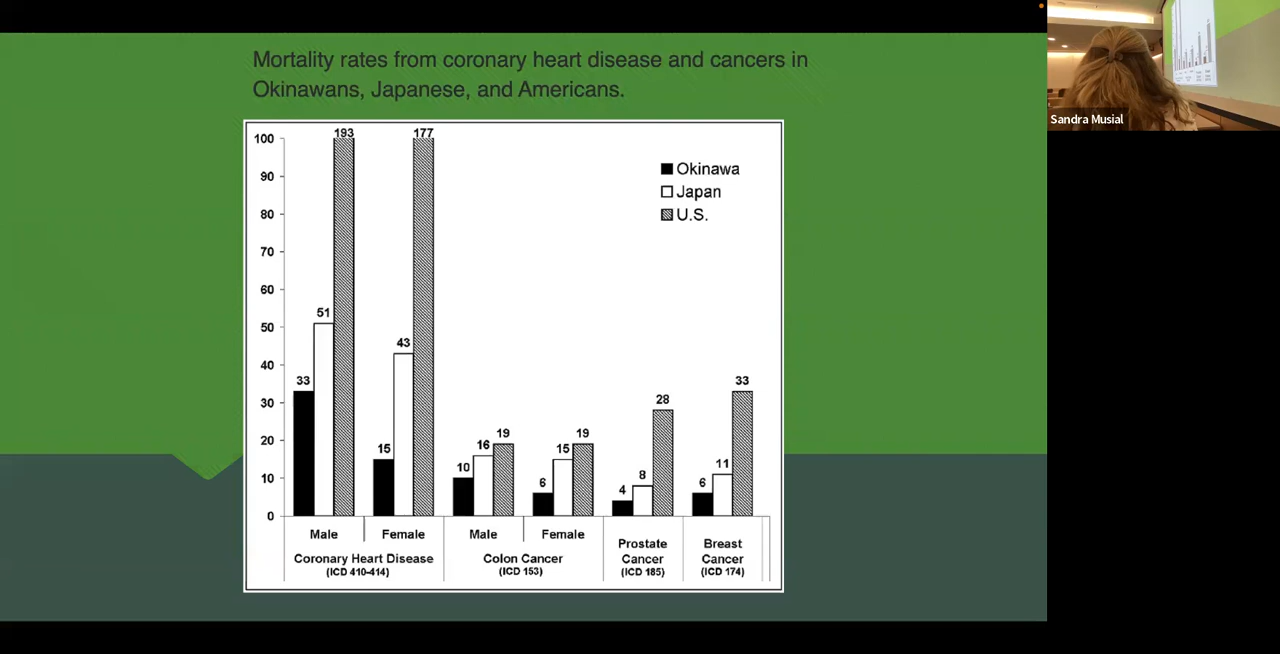 Mortality rates from coronary heart disease and cancers in
Okinawans, Japanese, and Americans.
Sandra Musial
193 177
100
90
80
70
60
50
40
30
20
10
0
Okinawa
Japan
U.S.
33 51
15 43
10 16 19
6 15 19
4 8 28
6 11 33
Male Female Male Female
Coronary Heart Disease
(ICD 410-414)
Colon Cancer
(ICD 153)
Prostate
Cancer
(ICD 185)
Breast
Cancer
(ICD 174)